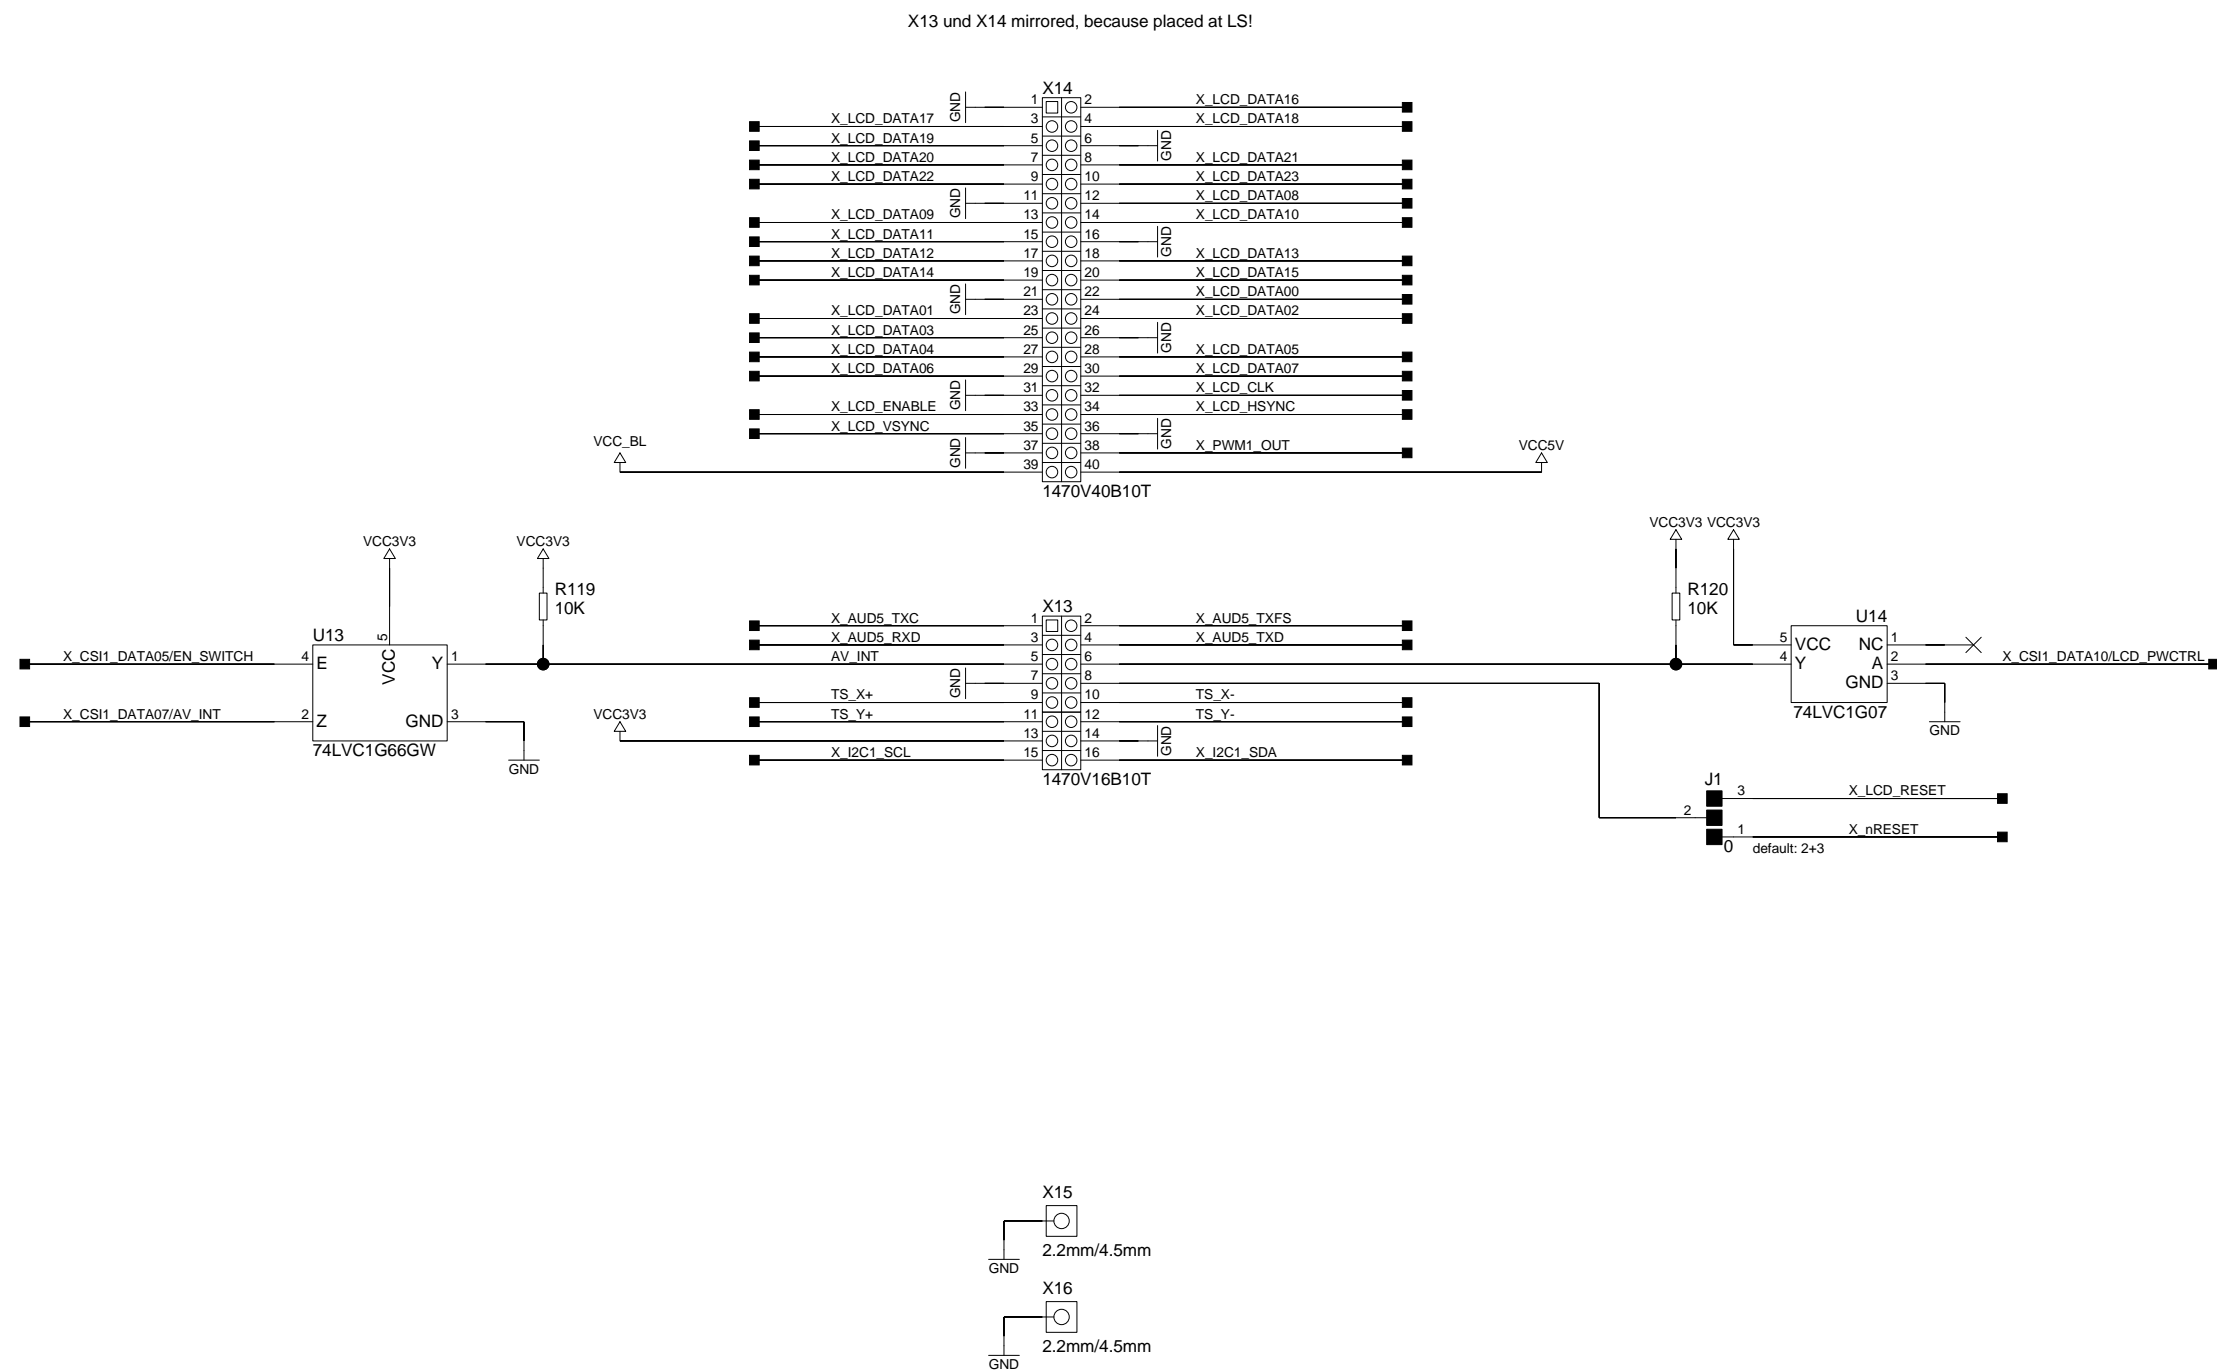 X13 und X14 mirrored, because placed at LS!
X14
GND 1 2 X_LCD_DATA16
X_LCD_DATA17 3 4 X_LCD_DATA18
X_LCD_DATA19 5 6 GND
X_LCD_DATA20 7 8 X_LCD_DATA21
X_LCD_DATA22 9 10 X_LCD_DATA23
GND 11 12 X_LCD_DATA08
X_LCD_DATA09 13 14 X_LCD_DATA10
X_LCD_DATA11 15 16 GND
X_LCD_DATA12 17 18 X_LCD_DATA13
X_LCD_DATA14 19 20 X_LCD_DATA15
GND 21 22 X_LCD_DATA00
X_LCD_DATA01 23 24 X_LCD_DATA02
X_LCD_DATA03 25 26 GND
X_LCD_DATA04 27 28 X_LCD_DATA05
X_LCD_DATA06 29 30 X_LCD_DATA07
GND 31 32 X_LCD_CLK
X_LCD_ENABLE 33 34 X_LCD_HSYNC
X_LCD_VSYNC 35 36 GND
GND 37 38 X_PWM1_OUT
VCC_BL 39 40 VCC5V
1470V40B10T
VCC3V3
VCC3V3
R119
10K
U13
5
VCC
X_CSI1_DATA05/EN_SWITCH 4 E Y 1
X_CSI1_DATA07/AV_INT 2 Z GND 3
74LVC1G66GW
GND
X13
X_AUD5_TXC 1 2 X_AUD5_TXFS
X_AUD5_RXD 3 4 X_AUD5_TXD
AV_INT 5 6
GND 7 8
TS_X+ 9 10 TS_X-
TS_Y+ 11 12 TS_Y-
VCC3V3 13 14 GND
X_I2C1_SCL 15 16 X_I2C1_SDA
1470V16B10T
VCC3V3 VCC3V3
R120
10K
U14
5 VCC NC 1
4 Y A 2 X_CSI1_DATA10/LCD_PWCTRL
GND 3
74LVC1G07
GND
J1
3 X_LCD_RESET
2
1 X_nRESET
0 default: 2+3
X15
2.2mm/4.5mm
GND
X16
2.2mm/4.5mm
GND